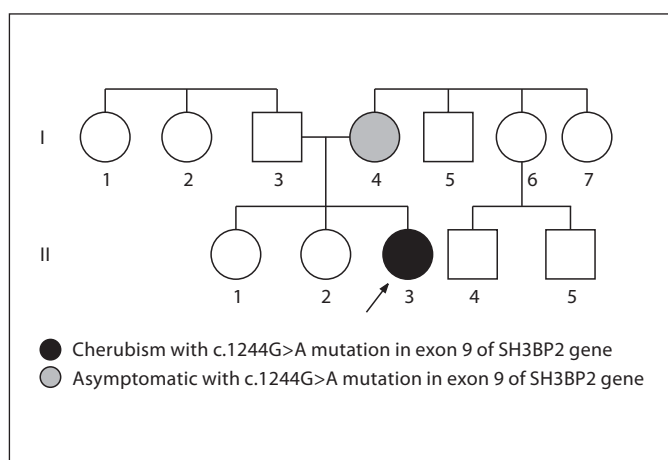 I
1 2 3 4 5 6 7
II
1 2 3 4 5
Cherubism with c.1244G>A mutation in exon 9 of SH3BP2 gene
Asymptomatic with c.1244G>A mutation in exon 9 of SH3BP2 gene